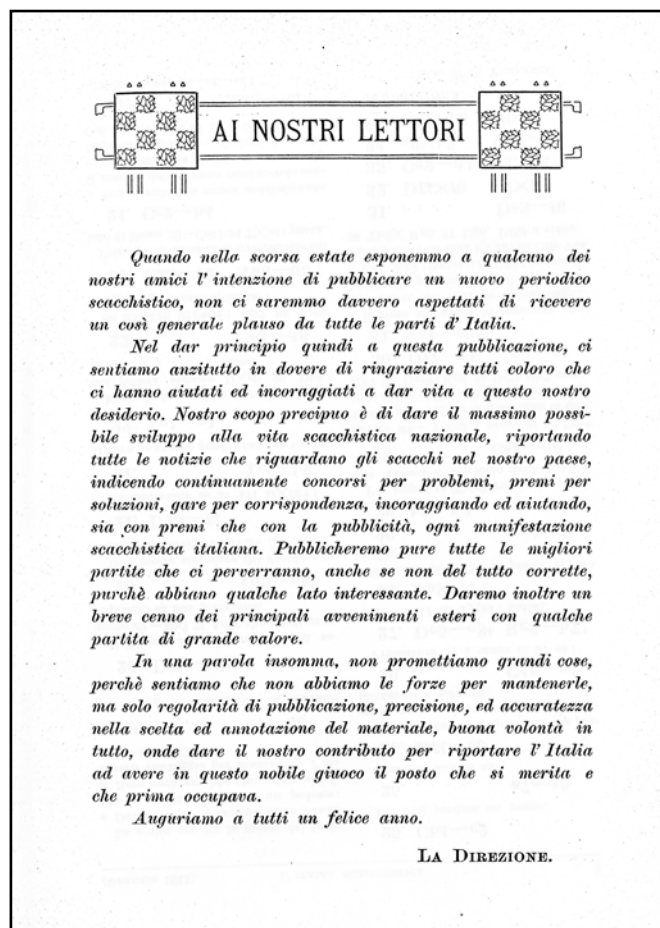 AI NOSTRI LETTORI
Quando nella scorsa estate esponemmo a qualcuno dei
nostri amici l' intenzione di pubblicare un nuovo periodico
scacchistico, non ci saremmo davvero aspettati di ricevere
un così generale plauso da tutte le parti d' Italia.
Nel dar principio quindi a questa pubblicazione, ci
sentiamo anzitutto in dovere di ringraziare tutti coloro che
ci hanno aiutati ed incoraggiati a dar vita a questo nostro
desiderio. Nostro scopo precipuo è di dare il massimo possi-
bile sviluppo alla vita scacchistica nazionale, riportando
tutte le notizie che riguardano gli scacchi nel nostro paese,
indicendo continuamente concorsi per problemi, premi per
soluzioni, gare per corrispondenza, incoraggiando ed aiutando,
sia con premi che con la pubblicità, ogni manifestazione
scacchistica italiana. Pubblicheremo pure tutte le migliori
partite che ci perverranno, anche se non del tutto corrette,
purchè abbiano qualche lato interessante. Daremo inoltre un
breve cenno dei principali avvenimenti esteri con qualche
partita di grande valore.
In una parola insomma, non promettiamo grandi cose,
perchè sentiamo che non abbiamo le forze per mantenerle,
ma solo regolarità di pubblicazione, precisione, ed accuratezza
nella scelta ed annotazione del materiale, buona volontà in
tutto, onde dare il nostro contributo per riportare l' Italia
ad avere in questo nobile giuoco il posto che si merita e
che prima occupava.
Auguriamo a tutti un felice anno.
LA DIREZIONE.